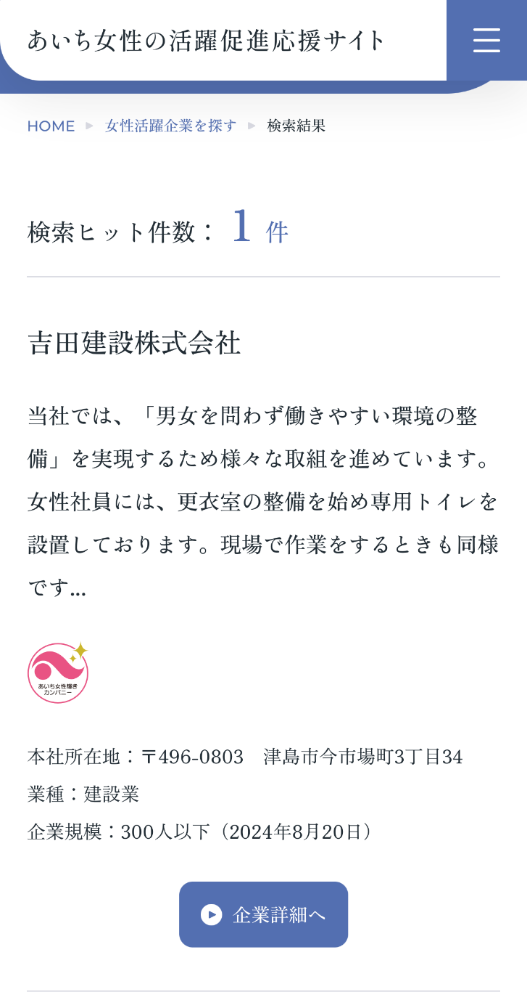 あいち女性の活躍促進応援サイト
HOME 女性活躍企業を探す 検索結果
検索ヒット件数： 1 件
吉田建設株式会社
当社では、「男女を問わず働きやすい環境の整
備」を実現するため様々な取組を進めています。
女性社員には、更衣室の整備を始め専用トイレを
設置しております。現場で作業をするときも同様
です...
あいち女性輝き
カンパニー
本社所在地：〒496-0803　津島市今市場町3丁目34
業種：建設業
企業規模：300人以下（2024年8月20日）
企業詳細へ